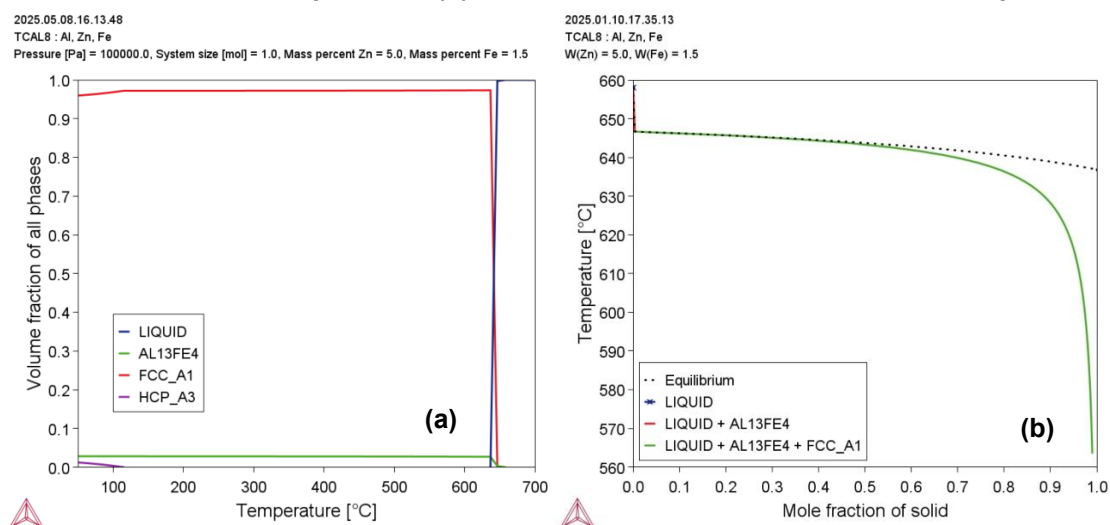 2025.05.08.16.13.48
TCAL8 : Al, Zn, Fe
Pressure [Pa] = 100000.0, System size [mol] = 1.0, Mass percent Zn = 5.0, Mass percent Fe = 1.5
1.0
0.9
0.8
0.7
0.6
0.5
0.4
0.3
0.2
0.1
0.0
Volume fraction of all phases
LIQUID
AL13FE4
FCC_A1
HCP_A3
(a)
100 200 300 400 500 600 700
Temperature [°C]
2025.01.10.17.35.13
TCAL8 : Al, Zn, Fe
W(Zn) = 5.0, W(Fe) = 1.5
660
650
640
630
620
610
600
590
580
570
560
Temperature [°C]
Equilibrium
LIQUID
LIQUID + AL13FE4
LIQUID + AL13FE4 + FCC_A1
(b)
0.0 0.1 0.2 0.3 0.4 0.5 0.6 0.7 0.8 0.9 1.0
Mole fraction of solid